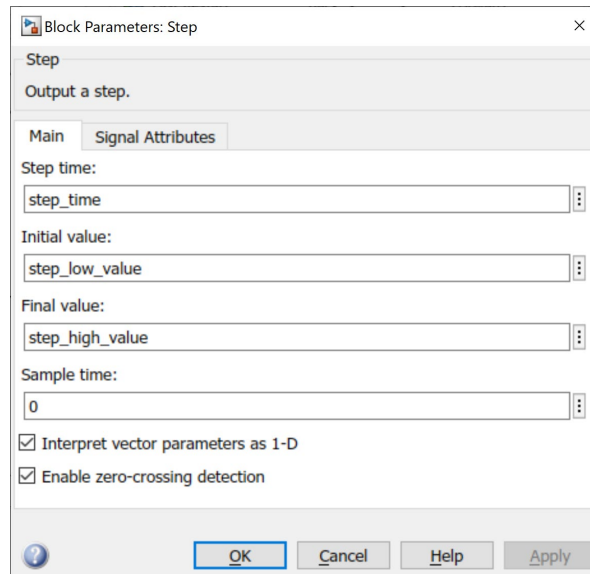 Block Parameters: Step
Step
Output a step.
Main Signal Attributes
Step time:
step_time
Initial value:
step_low_value
Final value:
step_high_value
Sample time:
0
Interpret vector parameters as 1-D
Enable zero-crossing detection
OK Cancel Help Apply